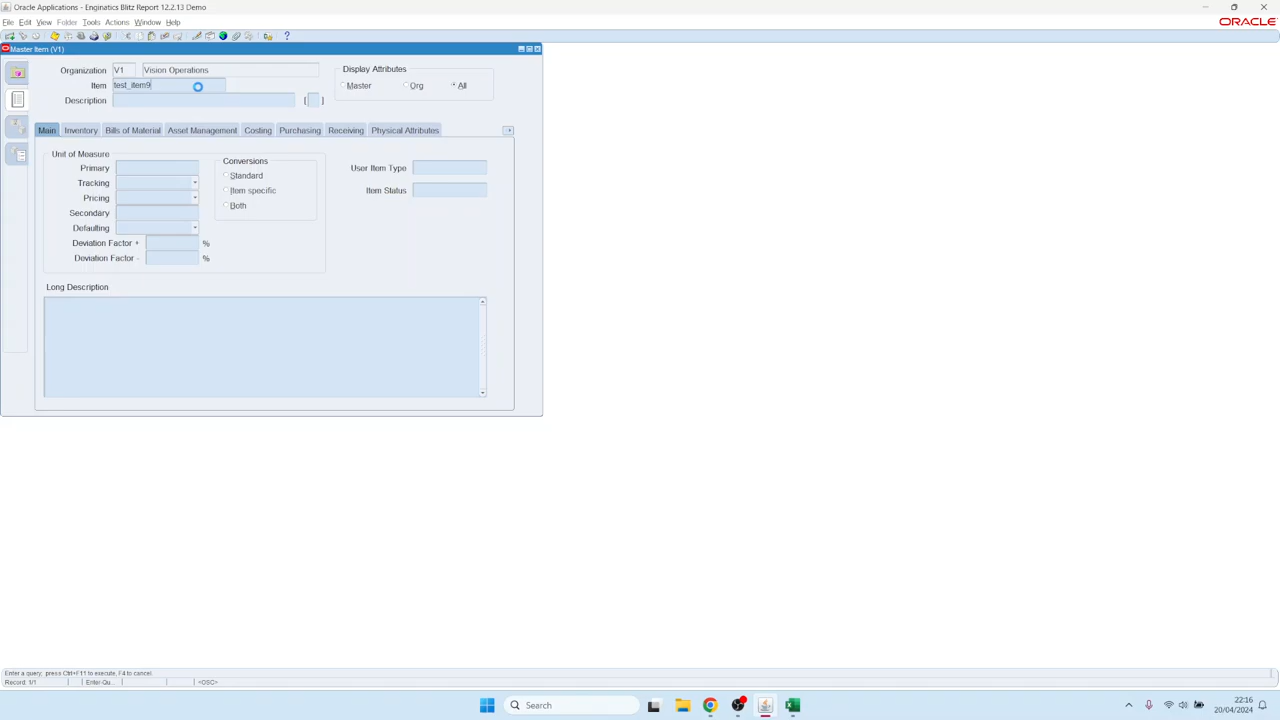 Oracle Applications - Enginatics Blitz Report 12.2.13 Demo
File Edit View Folder Tools Actions Window Help
ORACLE
Master Item (V1)
Organization V1 Vision Operations
Item test_item9
Description [ ]
Display Attributes
Master Org All
Main Inventory Bills of Material Asset Management Costing Purchasing Receiving Physical Attributes
Unit of Measure
Primary
Tracking
Pricing
Secondary
Defaulting
Deviation Factor + %
Deviation Factor - %
Conversions
Standard
Item specific
Both
User Item Type
Item Status
Long Description
Enter a query; press Ctrl+F11 to execute, F4 to cancel.
Record: 1/1 Enter-Qu... <OSC>
Search
22:16
20/04/2024